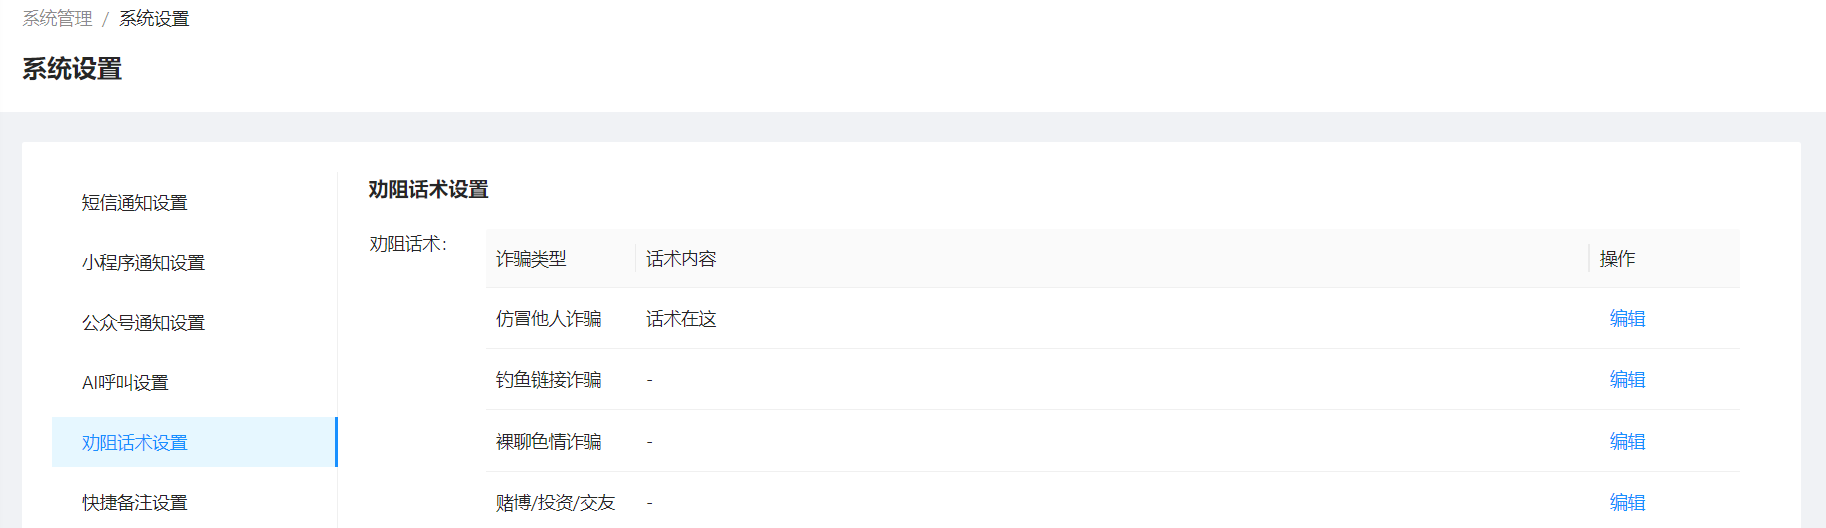 系统管理 / 系统设置
系统设置
短信通知设置
小程序通知设置
公众号通知设置
AI呼叫设置
劝阻话术设置
快捷备注设置
劝阻话术设置
劝阻话术：
诈骗类型 话术内容 操作
仿冒他人诈骗 话术在这 编辑
钓鱼链接诈骗 - 编辑
裸聊色情诈骗 - 编辑
赌博/投资/交友 - 编辑